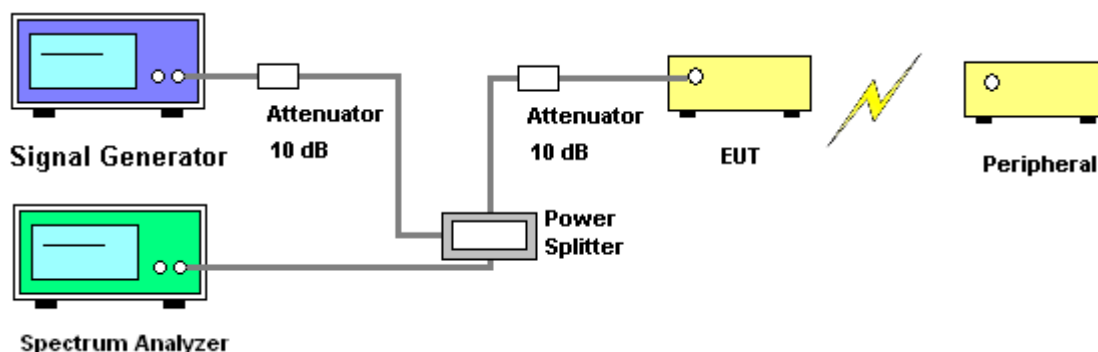 Attenuator
10 dB
Signal Generator
Attenuator
10 dB
EUT
Peripheral
Power
Splitter
Spectrum Analyzer